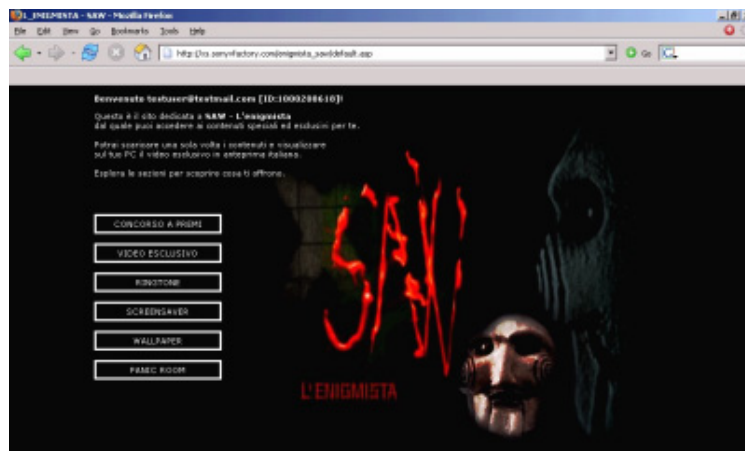 L_ENIGMISTA - SAW - Mozilla Firefox
File Edit View Go Bookmarks Tools Help
Go
Benvenuto testuser@testmail.com [ID:1000288610]!
Questo è il sito dedicato a SAW - L'enigmista
dal quale puoi accedere ai contenuti speciali ed esclusivi per te.
Potrai scaricare una sola volta i contenuti e visualizzare
sul tuo PC il video esclusivo in anteprima italiana.
Esplora le sezioni per scoprire cosa ti offrono.
CONCORSO A PREMI
VIDEO ESCLUSIVO
RINGTONE
SCREENSAVER
WALLPAPER
PANIC ROOM
SAW
L'ENIGMISTA